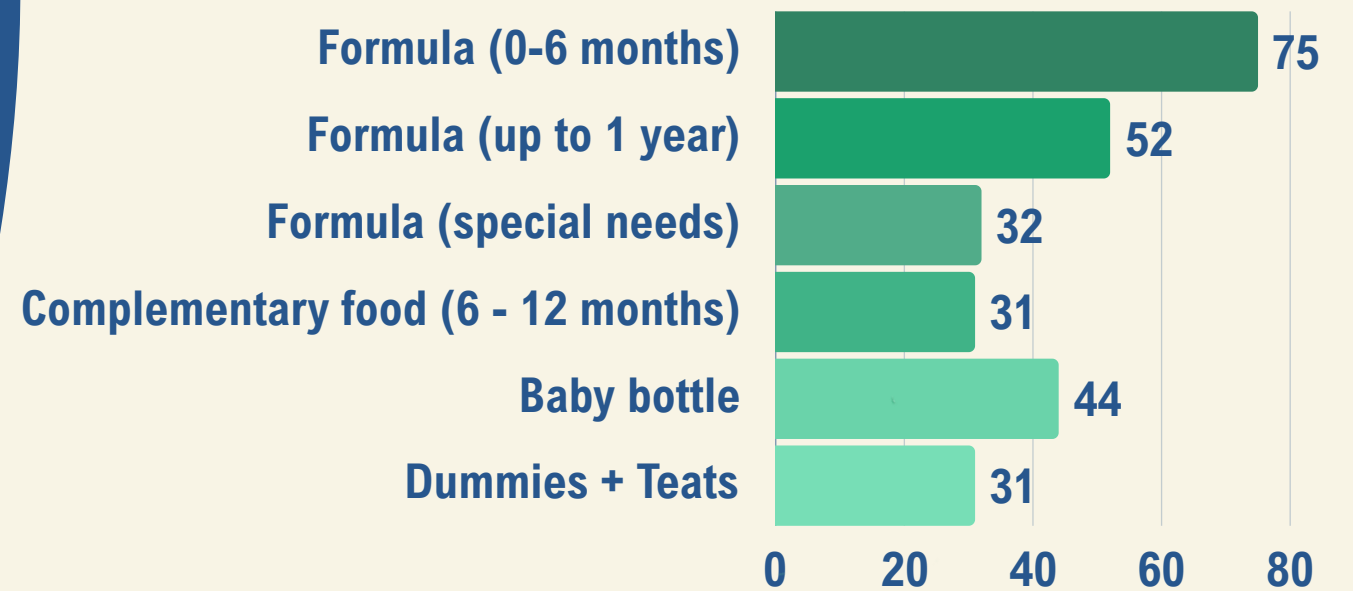 Formula (0-6 months) 75
Formula (up to 1 year) 52
Formula (special needs) 32
Complementary food (6 - 12 months) 31
Baby bottle 44
Dummies + Teats 31
0 20 40 60 80